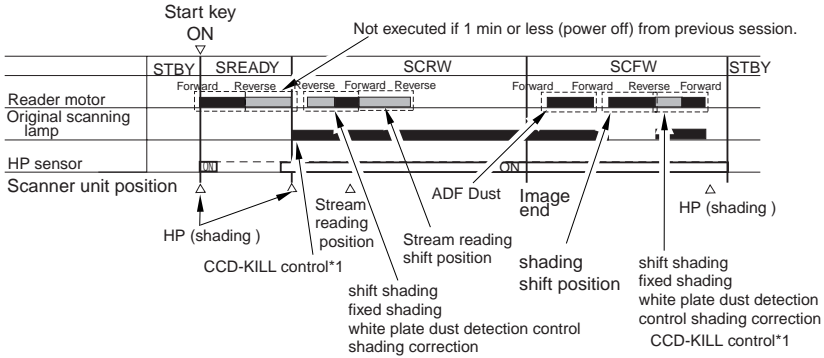 Start key
ON
Not executed if 1 min or less (power off) from previous session.
STBY SREADY SCRW SCFW STBY
Forward Reverse Reverse Forward Reverse Forward Forward Reverse Forward
Reader motor
Original scanning
lamp
HP sensor ON ON
Scanner unit position
HP (shading )
CCD-KILL control*1
Stream
reading
position
shift shading
fixed shading
white plate dust detection control
shading correction
Stream reading
shift position
ADF Dust
Image
end
shading
shift position
HP (shading )
shift shading
fixed shading
white plate dust detection
control shading correction
CCD-KILL control*1